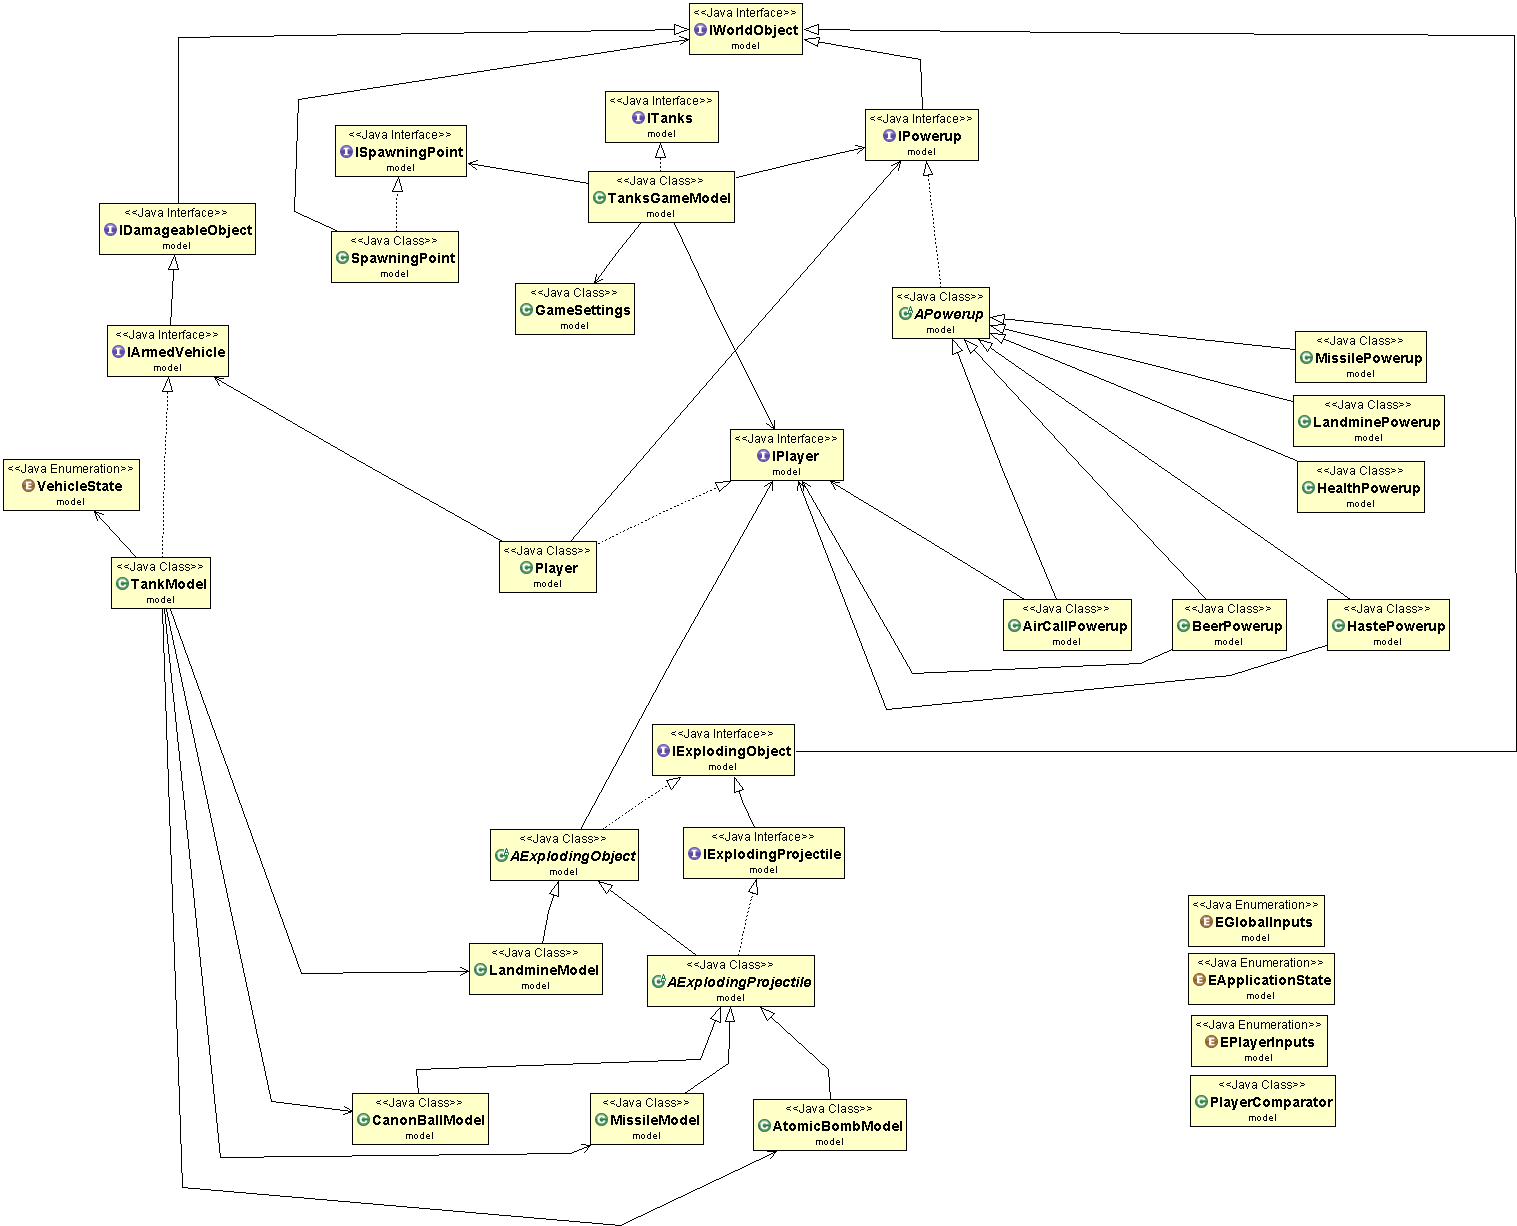 <<Java Interface>>
IWorldObject
model
<<Java Interface>>
ITanks
model
<<Java Interface>>
IPowerup
model
<<Java Interface>>
ISpawningPoint
model
<<Java Class>>
TanksGameModel
model
<<Java Interface>>
IDamageableObject
model
<<Java Class>>
SpawningPoint
model
<<Java Class>>
GameSettings
model
<<Java Class>>
APowerup
model
<<Java Interface>>
IArmedVehicle
model
<<Java Class>>
MissilePowerup
model
<<Java Class>>
LandminePowerup
model
<<Java Interface>>
IPlayer
model
<<Java Enumeration>>
VehicleState
model
<<Java Class>>
HealthPowerup
model
<<Java Class>>
Player
model
<<Java Class>>
TankModel
model
<<Java Class>>
AirCallPowerup
model
<<Java Class>>
BeerPowerup
model
<<Java Class>>
HastePowerup
model
<<Java Interface>>
IExplodingObject
model
<<Java Class>>
AExplodingObject
model
<<Java Interface>>
IExplodingProjectile
model
<<Java Enumeration>>
EGlobalInputs
model
<<Java Class>>
LandmineModel
model
<<Java Class>>
AExplodingProjectile
model
<<Java Enumeration>>
EApplicationState
model
<<Java Enumeration>>
EPlayerInputs
model
<<Java Class>>
PlayerComparator
model
<<Java Class>>
CanonBallModel
model
<<Java Class>>
MissileModel
model
<<Java Class>>
AtomicBombModel
model